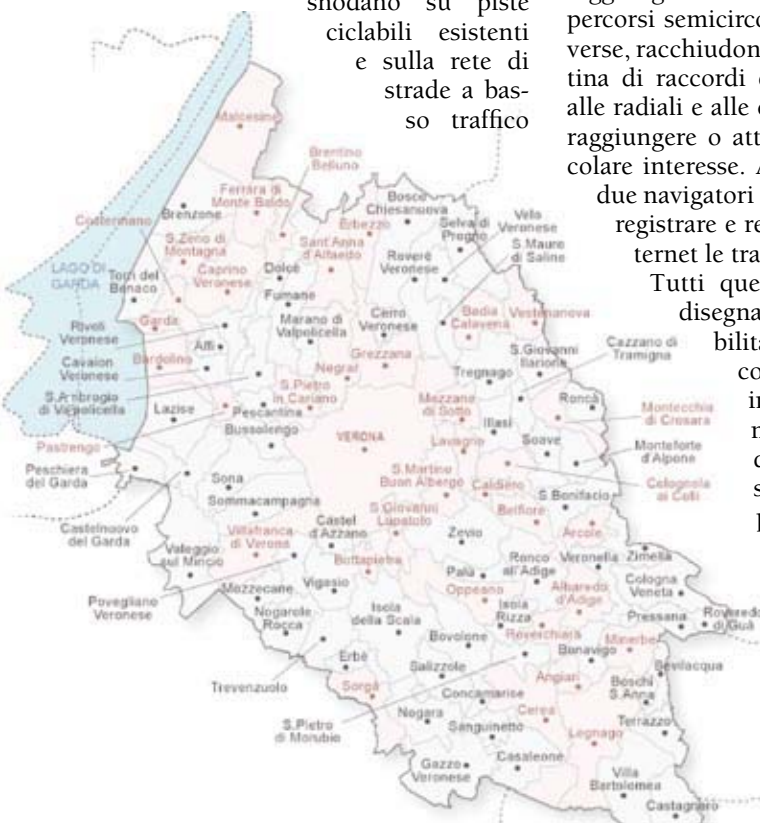 snodano su piste
ciclabili esistenti
e sulla rete di
strade a bas-
so traffico
percorsi semicirco
verse, racchiudon
tina di raccordi
alle radiali e alle
raggiungere o att
colare interesse.
due navigatori
registrare e re
ternet le tra
Tutti que
disegna
bilita
co
Malcesine
Brentino
Belluno
Ferrara di
Monte Baldo
Costermano
Brenzone
Bosco
Chiesanuova
Erbezzo
Selva di
Progno
Velo
Veronese
S.Mauro
di Saline
S.Zeno di
Montagna
Sant'Anna
d'Alfaedo
LAGO DI
GARDA
Torri del
Benaco
Caprino
Veronese
Dolcè
Roverè
Veronese
Fumane
Garda
Rivoli
Veronese
Marano di
Valpolicella
Cerro
Veronese
Badia
Calavena
Vestenanova
Affi
Cavaion
Veronese
Bardolino
Grezzana
S.Giovanni
Ilarione
Cazzano di
Tramigna
Negrar
Tregnago
S.Ambrogio
di Valpolicella
S.Pietro
in Cariano
Lazise
Pescantina
Mezzane
di Sotto
Roncà
Montecchia
di Crosara
Bussolengo
Illasi
Pastrengo
VERONA
Lavagno
Soave
Monteforte
d'Alpone
Peschiera
del Garda
Sona
S.Martino
Buon Albergo
Caldiero
Colognola
ai Colli
Sommacampagna
S.Bonifacio
Castelnuovo
del Garda
Castel
d'Azzano
S.Giovanni
Lupatoto
Belfiore
Villafranca
di Verona
Zevio
Arcole
Valeggio
sul Mincio
Buttapietra
Ronco
all'Adige
Veronella
Zimella
Palù
Povegliano
Veronese
Mozzecane
Vigasio
Oppeano
Albaredo
d'Adige
Cologna
Veneta
Nogarole
Rocca
Isola
della Scala
Isola
Rizza
Pressana
Roveredo
di Guà
Bovolone
Roverchiara
Minerbe
Bonavigo
Erbè
Salizzole
Bevilacqua
Trevenzuolo
Angiari
Boschi
S.Anna
Sorgà
Concamarise
S.Pietro
di Morubio
Nogara
Cerea
Terrazzo
Sanguinetto
Legnago
Gazzo
Veronese
Casaleone
Villa
Bartolomea
Castagnaro